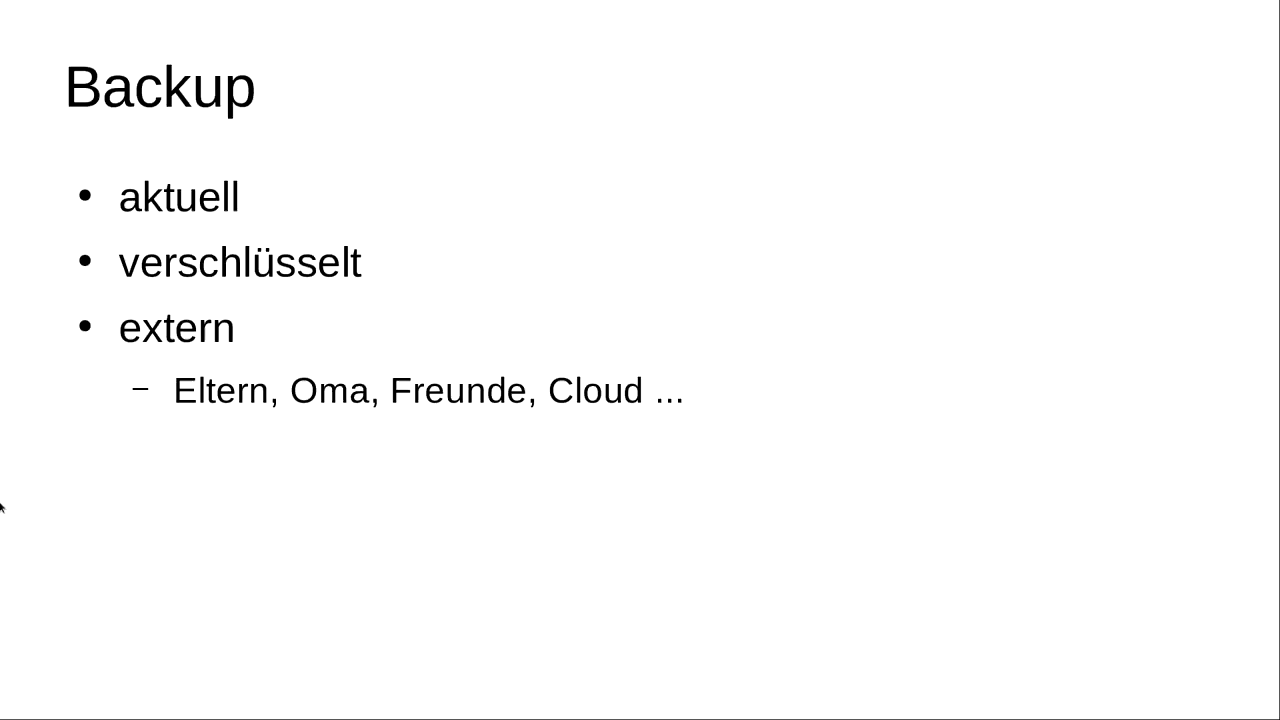 Backup
• aktuell
• verschlüsselt
• extern
– Eltern, Oma, Freunde, Cloud ...